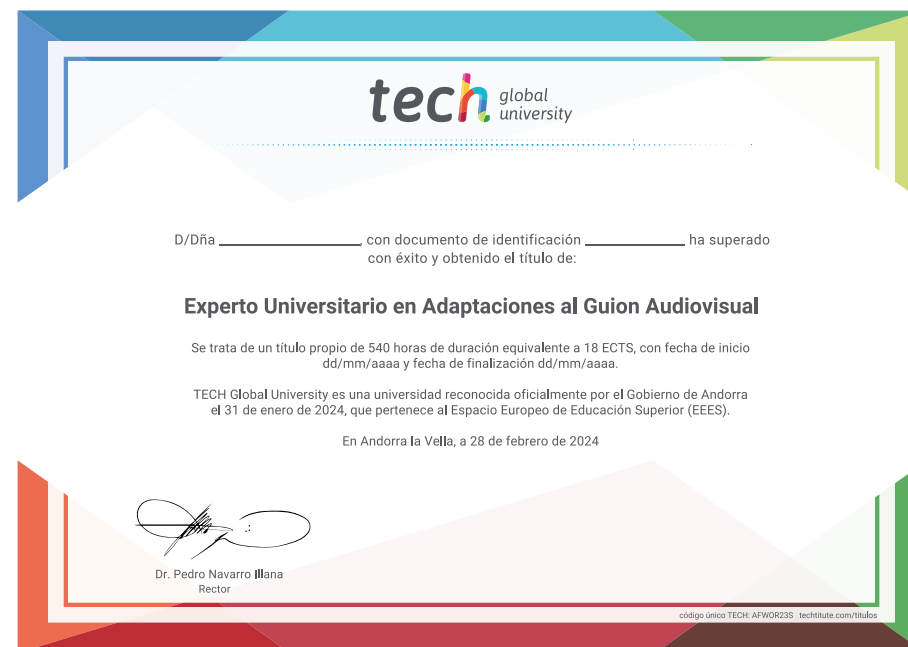 tech global university
D/Dña ______________, con documento de identificación __________ ha superado
con éxito y obtenido el título de:
Experto Universitario en Adaptaciones al Guion Audiovisual
Se trata de un título propio de 540 horas de duración equivalente a 18 ECTS, con fecha de inicio
dd/mm/aaaa y fecha de finalización dd/mm/aaaa.
TECH Global University es una universidad reconocida oficialmente por el Gobierno de Andorra
el 31 de enero de 2024, que pertenece al Espacio Europeo de Educación Superior (EEES).
En Andorra la Vella, a 28 de febrero de 2024
Dr. Pedro Navarro Illana
Rector
código único TECH: AFWOR23S techtitute.com/titulos